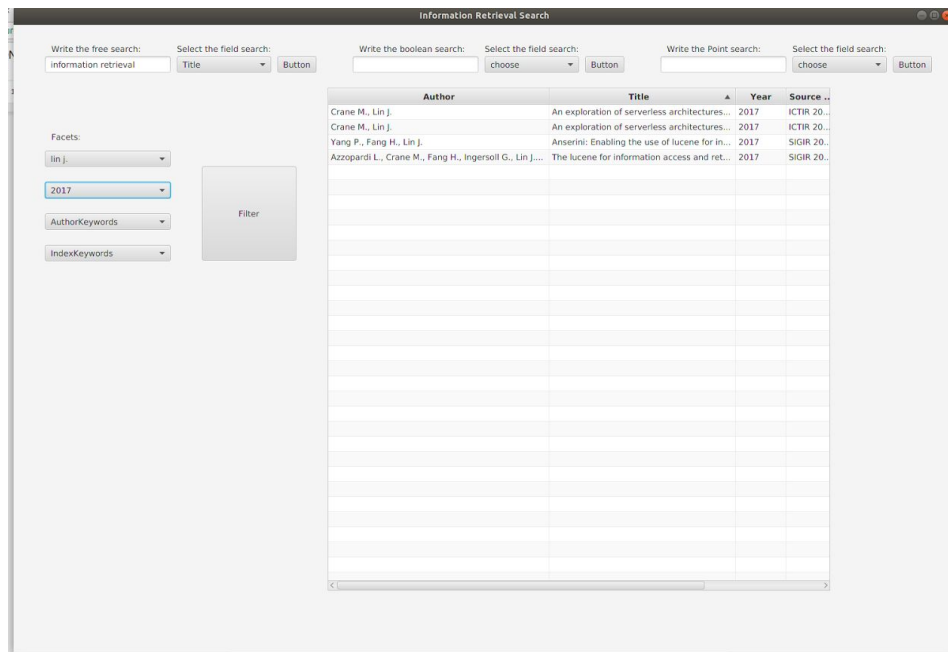 Information Retrieval Search
Write the free search: Select the field search: Write the boolean search: Select the field search: Write the Point search: Select the field search:
information retrieval Title Button choose Button choose Button
Author Title Year Source ..
Crane M., Lin J. An exploration of serverless architectures... 2017 ICTIR 20...
Crane M., Lin J. An exploration of serverless architectures... 2017 ICTIR 20...
Facets:
Yang P., Fang H., Lin J. Anserini: Enabling the use of lucene for in... 2017 SIGIR 20...
lin j. Azzopardi L., Crane M., Fang H., Ingersoll G., Lin J.... The lucene for information access and ret... 2017 SIGIR 20...
2017
Filter
AuthorKeywords
IndexKeywords